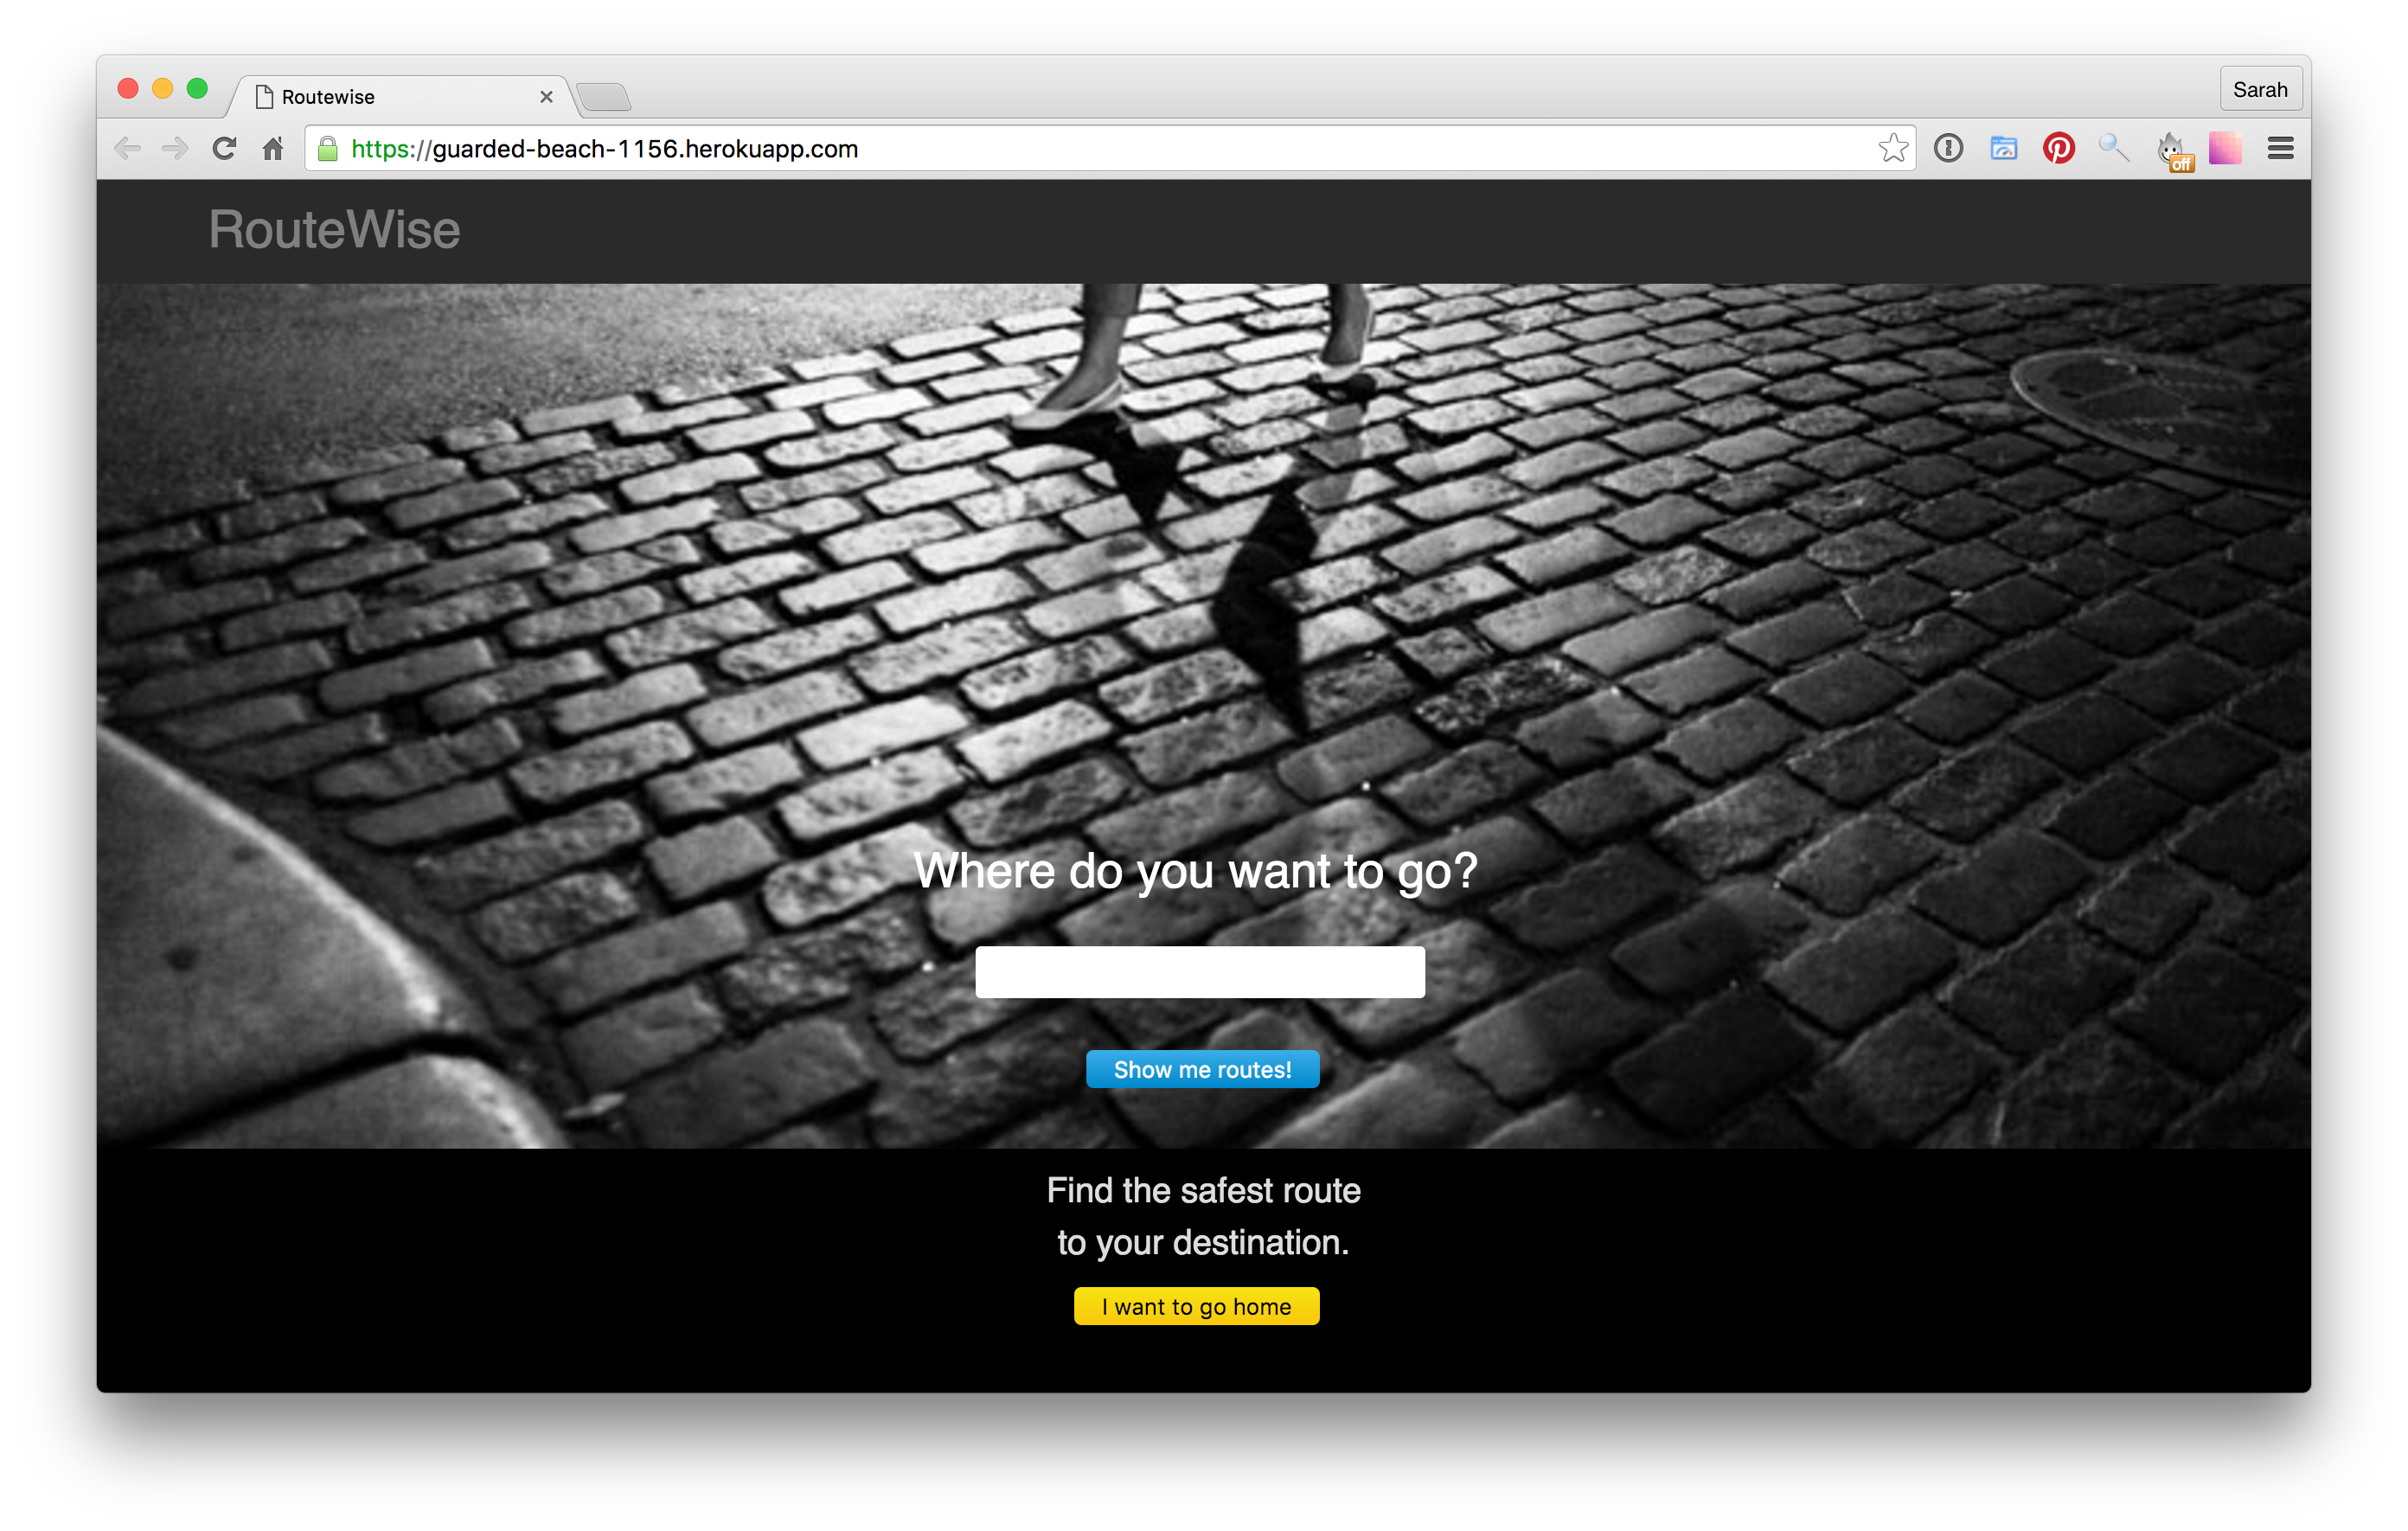 Routewise
Sarah
https://guarded-beach-1156.herokuapp.com
off
RouteWise
Where do you want to go?
Show me routes!
Find the safest route
to your destination.
I want to go home